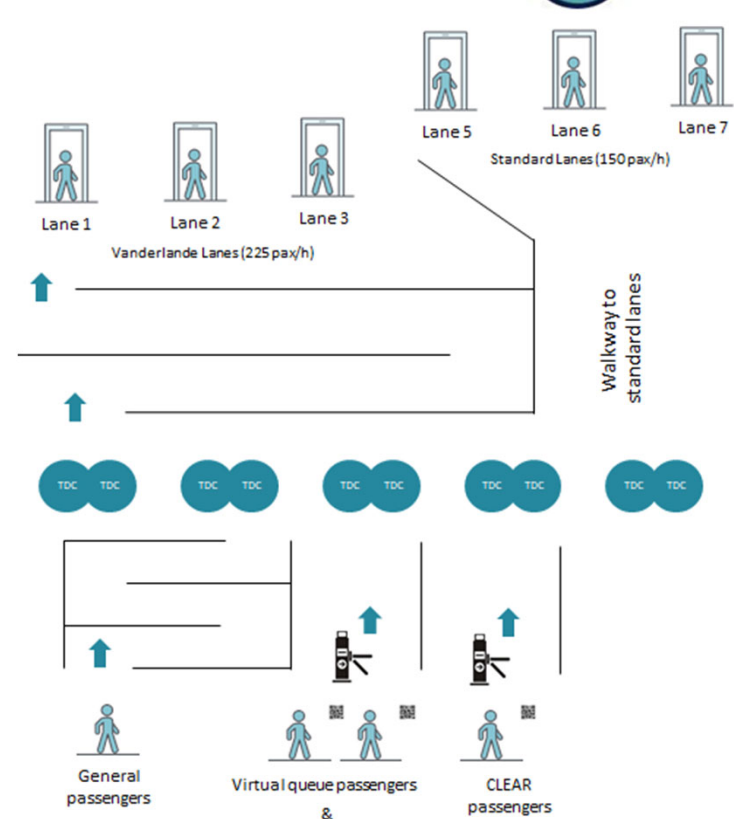 Lane 5 Lane 6 Lane 7
Standard Lanes (150 pax/h)
Lane 1 Lane 2 Lane 3
Vanderlande Lanes (225 pax/h)
Walkway to
standard lanes
TDC TDC TDC TDC TDC TDC TDC TDC TDC TDC
General
passengers
Virtual queue passengers
&
CLEAR
passengers